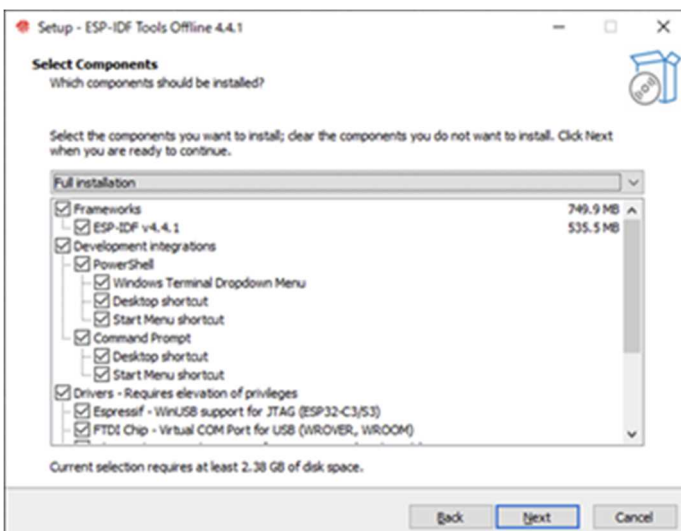 Setup - ESP-IDF Tools Offline 4.4.1
Select Components
Which components should be installed?
Select the components you want to install; clear the components you do not want to install. Click Next
when you are ready to continue.
Full installation
Frameworks 749.9 MB
ESP-IDF v4.4.1 535.5 MB
Development integrations
PowerShell
Windows Terminal Dropdown Menu
Desktop shortcut
Start Menu shortcut
Command Prompt
Desktop shortcut
Start Menu shortcut
Drivers - Requires elevation of privileges
Espressif - WinUSB support for JTAG (ESP32-C3/S3)
FTDI Chip - Virtual COM Port for USB (WROVER, WROOM)
Current selection requires at least 2.38 GB of disk space.
Back Next Cancel